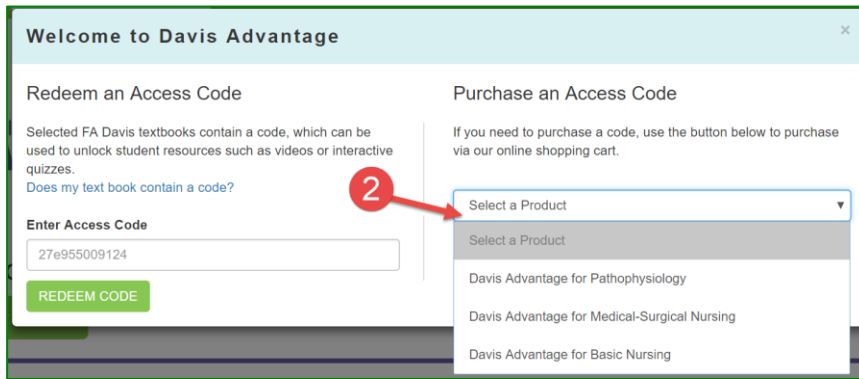 Welcome to Davis Advantage
×
Redeem an Access Code
Selected FA Davis textbooks contain a code, which can be
used to unlock student resources such as videos or interactive
quizzes.
Does my text book contain a code?
Enter Access Code
27e955009124
REDEEM CODE
Purchase an Access Code
If you need to purchase a code, use the button below to purchase
via our online shopping cart.
2
Select a Product
Select a Product
Davis Advantage for Pathophysiology
Davis Advantage for Medical-Surgical Nursing
Davis Advantage for Basic Nursing